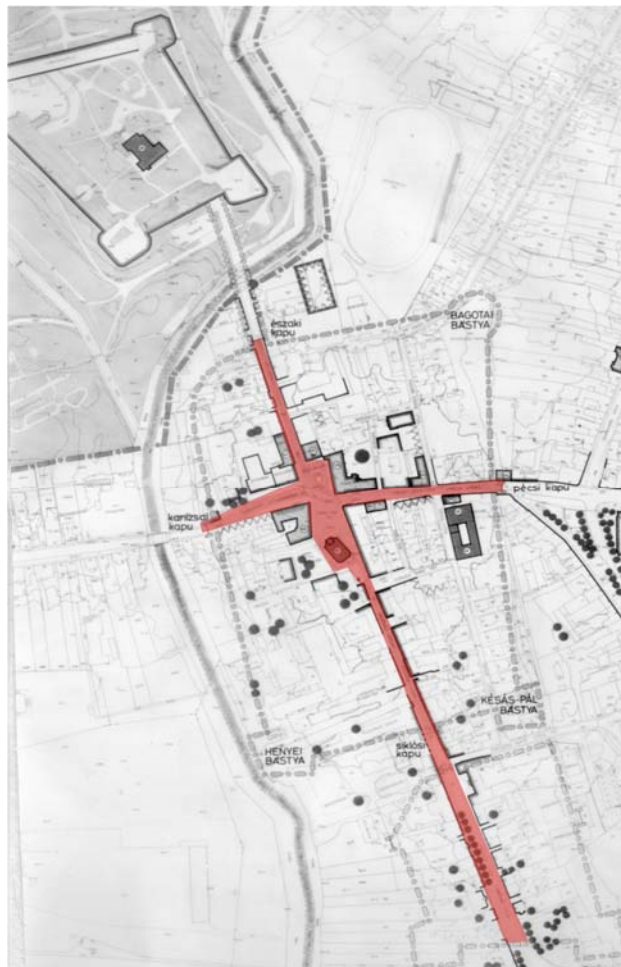 északi
kapu
BAGOTAI
BÁSTYA
pécsi kapu
kanizsai
kapu
KÉSÁS-PÁL
BÁSTYA
HENYEI
BÁSTYA
siklósi
kapu